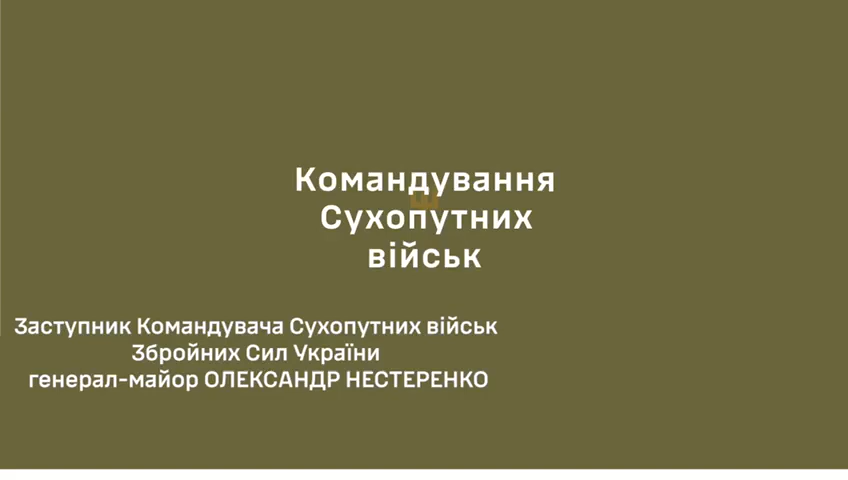 Командування
Сухопутних
військ
Заступник Командувача Сухопутних військ
Збройних Сил України
генерал-майор ОЛЕКСАНДР НЕСТЕРЕНКО